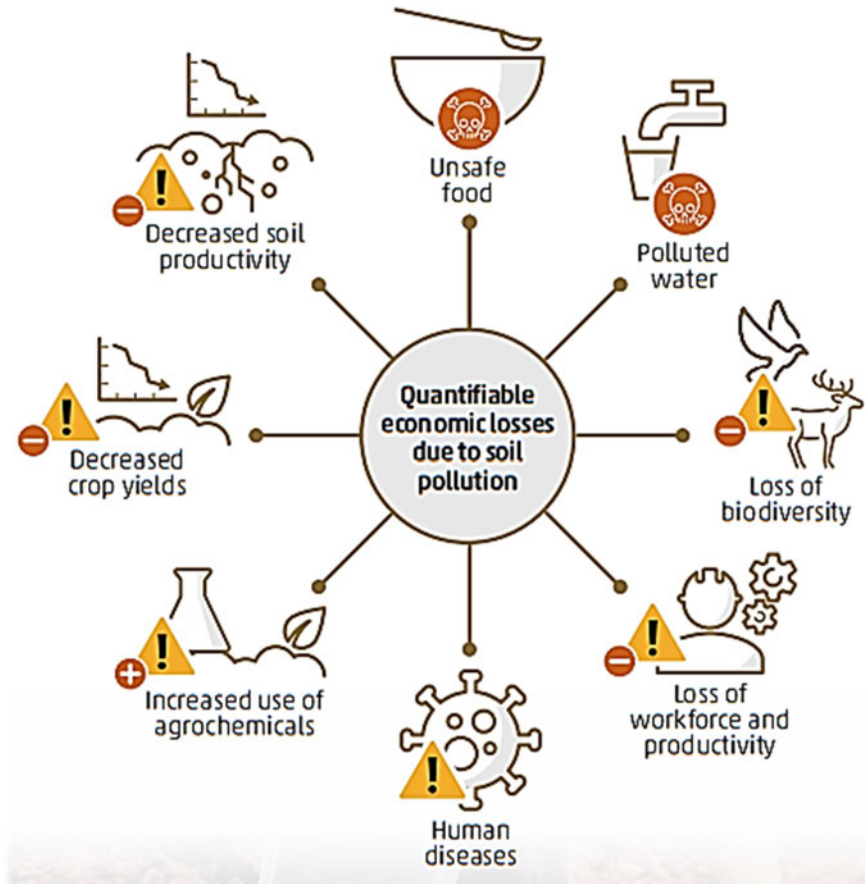 Unsafe
food
Polluted
water
Loss of
biodiversity
Loss of
workforce and
productivity
Human
diseases
Increased use of
agrochemicals
Decreased
crop yields
Decreased soil
productivity
Quantifiable
economic losses
due to soil
pollution